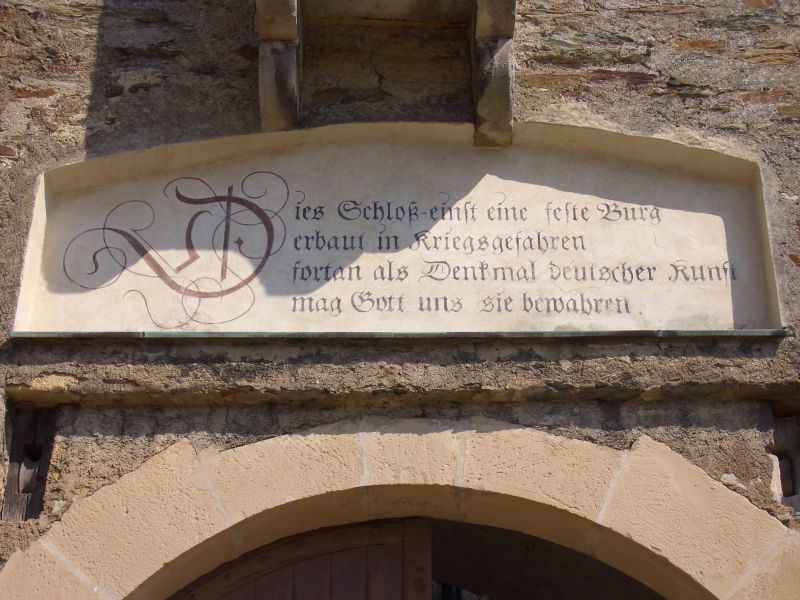 Dies Schloß-einst eine feste Burg
erbaut in Kriegsgefahren
fortan als Denkmal deutscher Kunst
mag Gott uns sie bewahren.